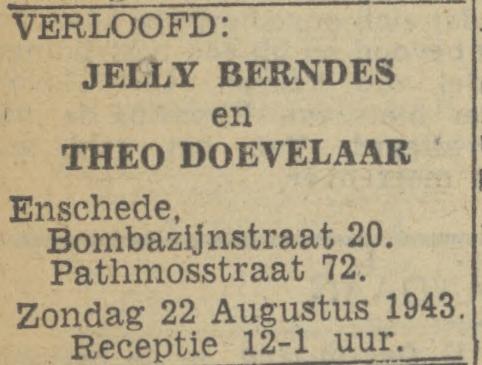 VERLOOFD:
JELLY BERNDES
en
THEO DOEVELAAR
Enschede,
Bombazijnstraat 20.
Pathmosstraat 72.
Zondag 22 Augustus 1943.
Receptie 12-1 uur.